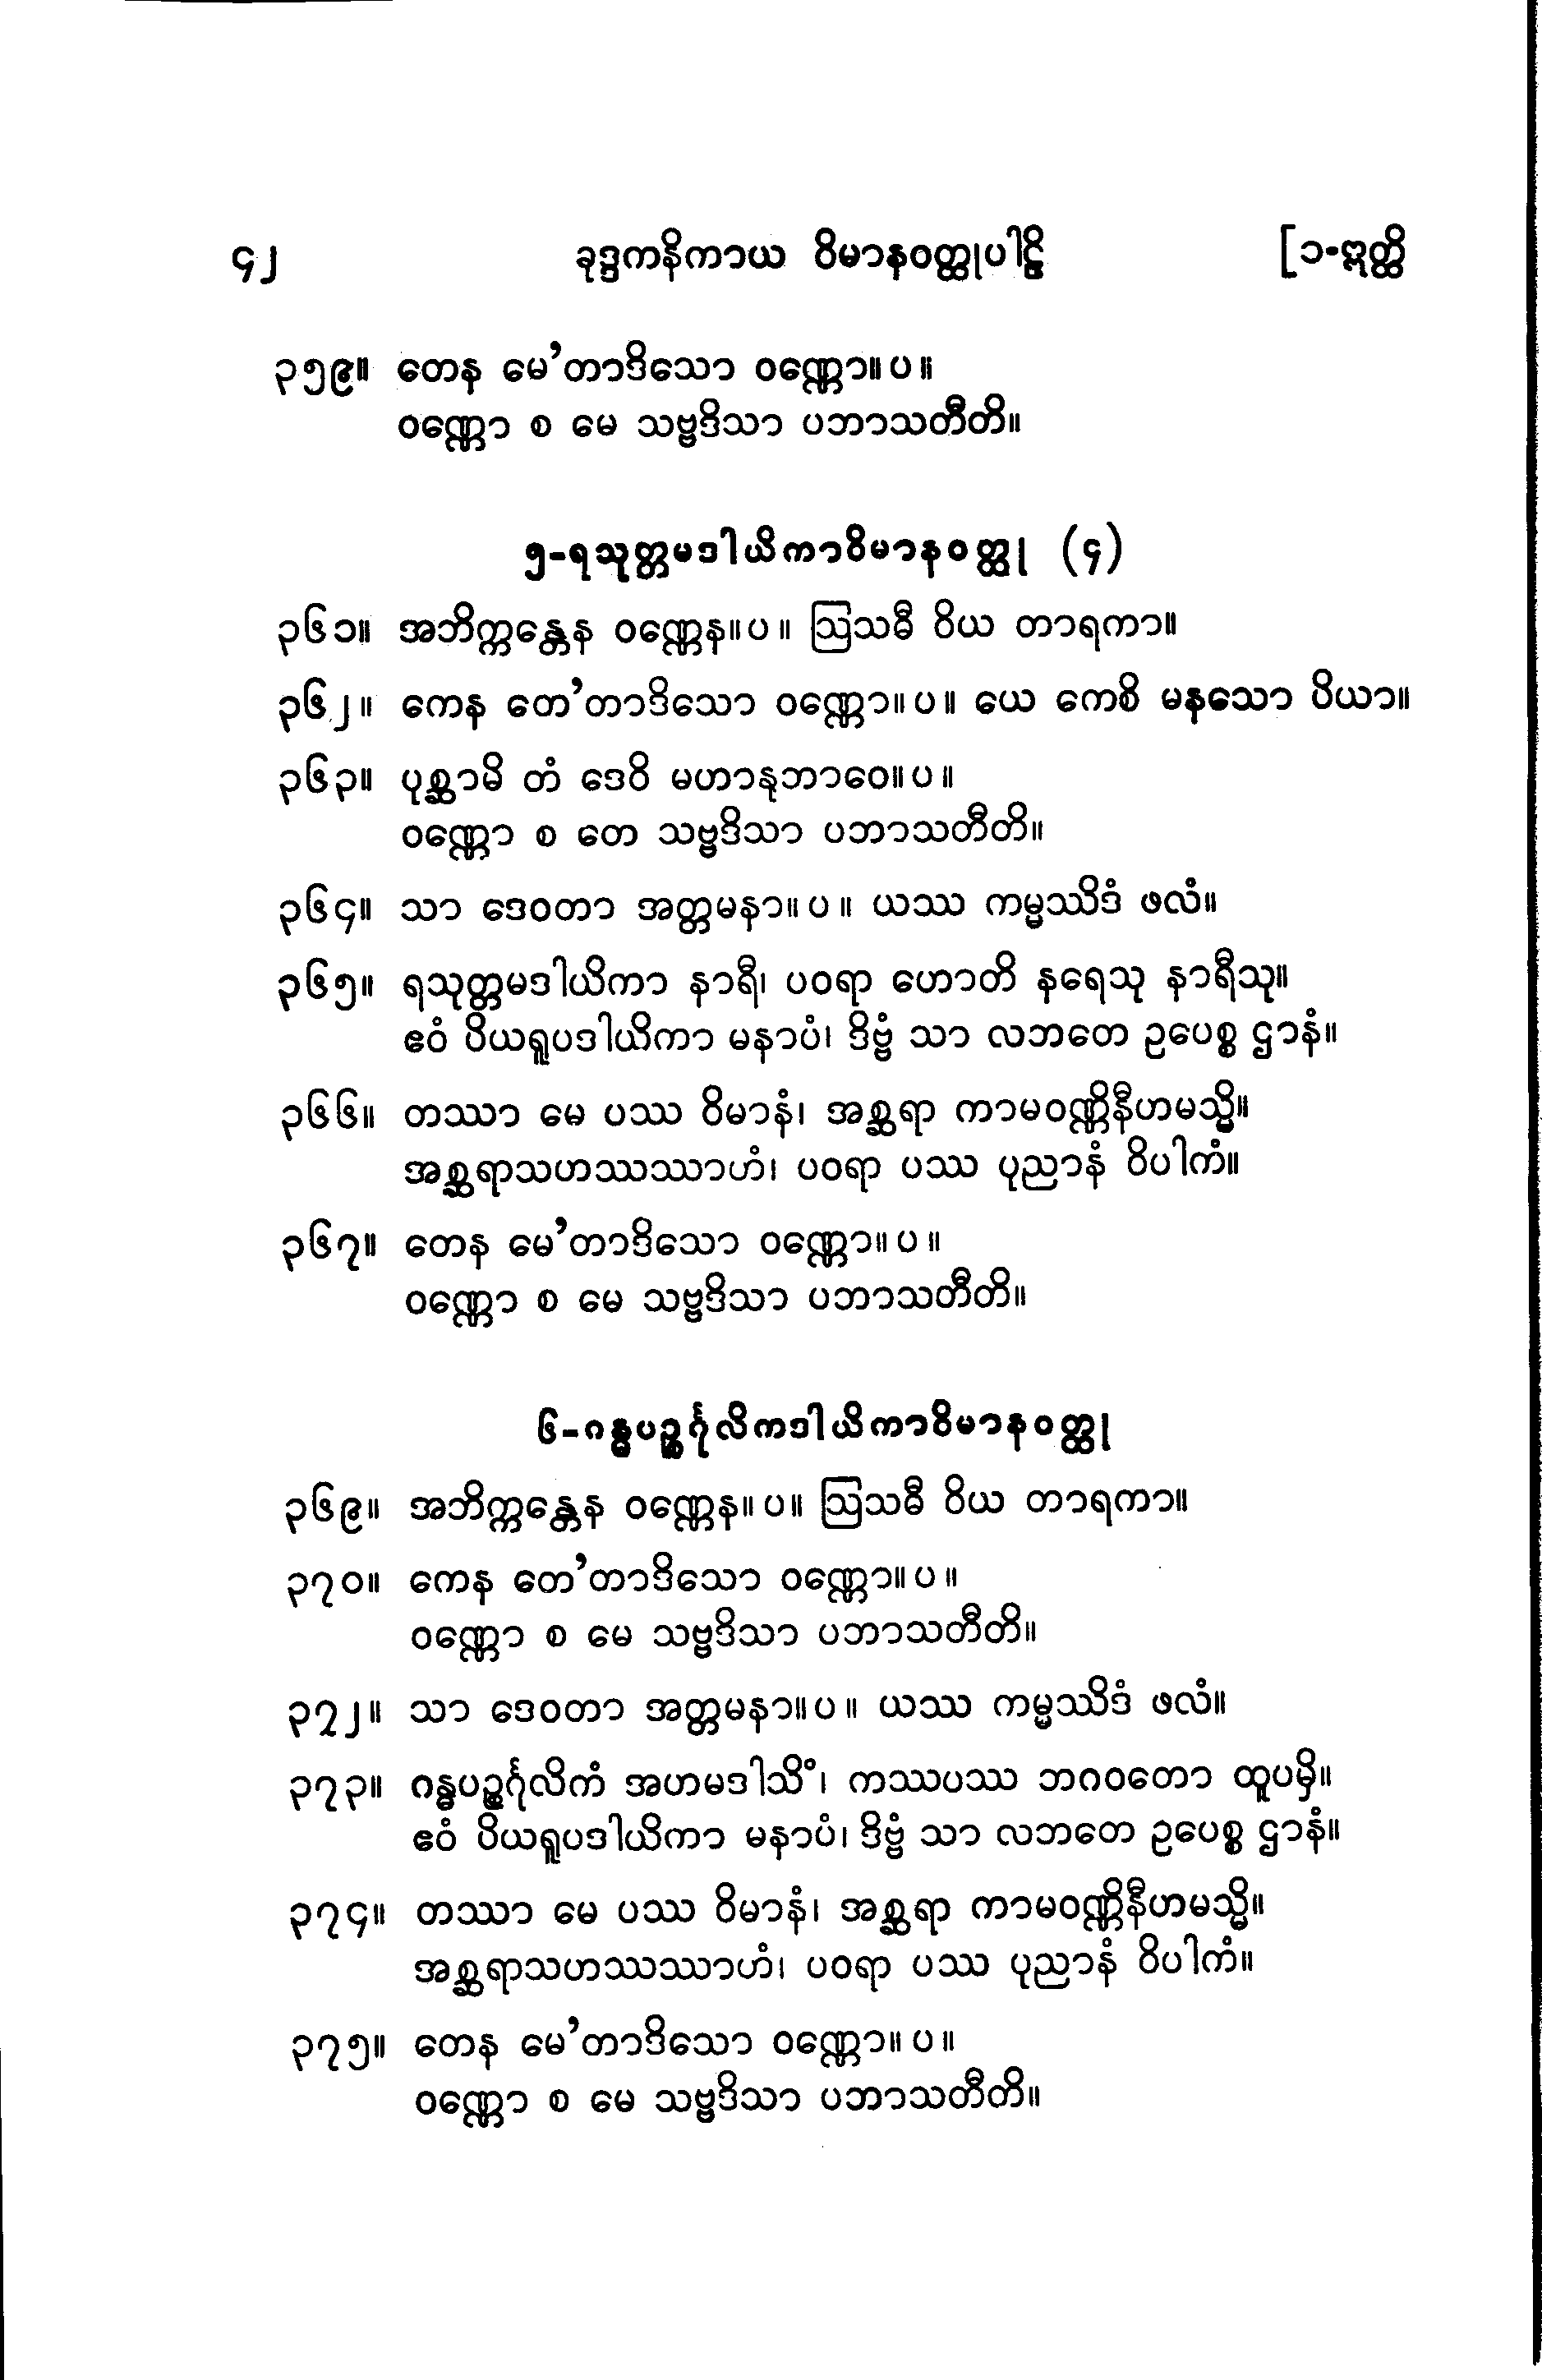 ၄၂ ခုဒ္ဒကနိကာယ ဝိမာနဝတ္ထုပါဠိ [၁-ဣတ္ထိ
၃၅၉။ တေန မေ’တာဒိသော ဝဏ္ဏော။ပ။
ဝဏ္ဏော စ မေ သဗ္ဗဒိသာ ပဘာသတီတိ။
၅-ရသုတ္တမဒါယိကာဝိမာနဝတ္ထု (၄)
၃၆၁။ အဘိက္ကန္တေန ဝဏ္ဏေန။ပ။ ဩသဓီ ဝိယ တာရကာ။
၃၆၂။ ကေန တေ’တာဒိသော ဝဏ္ဏော။ပ။ ယေ ကေစိ မနသော ပိယာ။
၃၆၃။ ပုစ္ဆာမိ တံ ဒေဝိ မဟာနုဘာဝေ။ပ။
ဝဏ္ဏော စ တေ သဗ္ဗဒိသာ ပဘာသတီတိ။
၃၆၄။ သာ ဒေဝတာ အတ္တမနာ။ပ။ ယဿ ကမ္မဿိဒံ ဖလံ။
၃၆၅။ ရသုတ္တမဒါယိကာ နာရီ၊ ပဝရာ ဟောတိ နရေသု နာရီသု။
ဧဝံ ပိယရူပဒါယိကာ မနာပံ၊ ဒိဗ္ဗံ သာ လဘတေ ဥပေစ္စ ဌာနံ။
၃၆၆။ တဿာ မေ ပဿ ဝိမာနံ၊ အစ္ဆရာ ကာမဝဏ္ဏိနီဟမသ္မိ။
အစ္ဆရာသဟဿဿာဟံ၊ ပဝရာ ပဿ ပုညာနံ ဝိပါကံ။
၃၆၇။ တေန မေ’တာဒိသော ဝဏ္ဏော။ပ။
ဝဏ္ဏော စ မေ သဗ္ဗဒိသာ ပဘာသတီတိ။
၆-ဂန္ဓပဉ္စင်္ဂုလိကဒါယိကာဝိမာနဝတ္ထု
၃၆၉။ အဘိက္ကန္တေန ဝဏ္ဏေန။ပ။ ဩသဓီ ဝိယ တာရကာ။
၃၇၀။ ကေန တေ’တာဒိသော ဝဏ္ဏော။ပ။
ဝဏ္ဏော စ မေ သဗ္ဗဒိသာ ပဘာသတီတိ။
၃၇၂။ သာ ဒေဝတာ အတ္တမနာ။ပ။ ယဿ ကမ္မဿိဒံ ဖလံ။
၃၇၃။ ဂန္ဓပဉ္စင်္ဂုလိကံ အဟမဒါသိံ၊ ကဿပဿ ဘဂဝတော ထူပမှိ။
ဧဝံ ပိယရူပဒါယိကာ မနာပံ၊ ဒိဗ္ဗံ သာ လဘတေ ဥပေစ္စ ဌာနံ။
၃၇၄။ တဿာ မေ ပဿ ဝိမာနံ၊ အစ္ဆရာ ကာမဝဏ္ဏိနီဟမသ္မိ။
အစ္ဆရာသဟဿဿာဟံ၊ ပဝရာ ပဿ ပုညာနံ ဝိပါကံ။
၃၇၅။ တေန မေ’တာဒိသော ဝဏ္ဏော။ပ။
ဝဏ္ဏော စ မေ သဗ္ဗဒိသာ ပဘာသတီတိ။